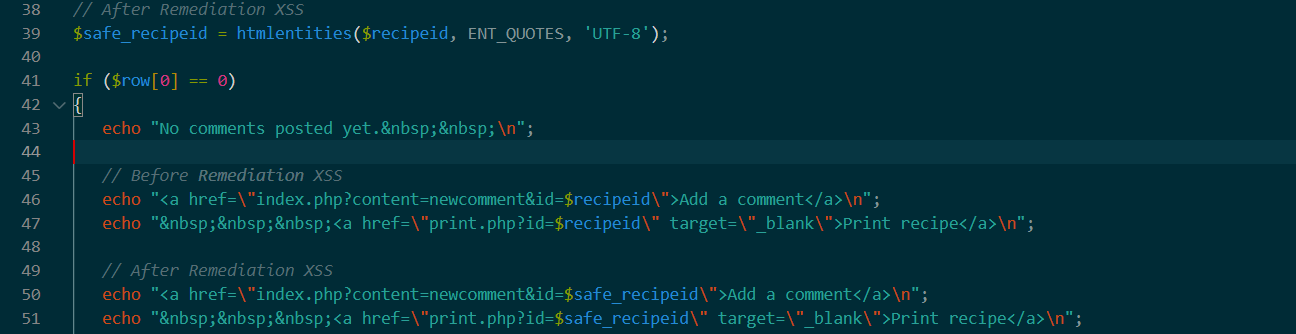 38 // After Remediation XSS
39 $safe_recipeid = htmlentities($recipeid, ENT_QUOTES, 'UTF-8');
40
41 if ($row[0] == 0)
42 {
43 echo "No comments posted yet.&nbsp;&nbsp;\n";
44
45 // Before Remediation XSS
46 echo "<a href=\"index.php?content=newcomment&id=$recipeid\">Add a comment</a>\n";
47 echo "&nbsp;&nbsp;&nbsp;<a href=\"print.php?id=$recipeid\" target=\"_blank\">Print recipe</a>\n";
48
49 // After Remediation XSS
50 echo "<a href=\"index.php?content=newcomment&id=$safe_recipeid\">Add a comment</a>\n";
51 echo "&nbsp;&nbsp;&nbsp;<a href=\"print.php?id=$safe_recipeid\" target=\"_blank\">Print recipe</a>\n";